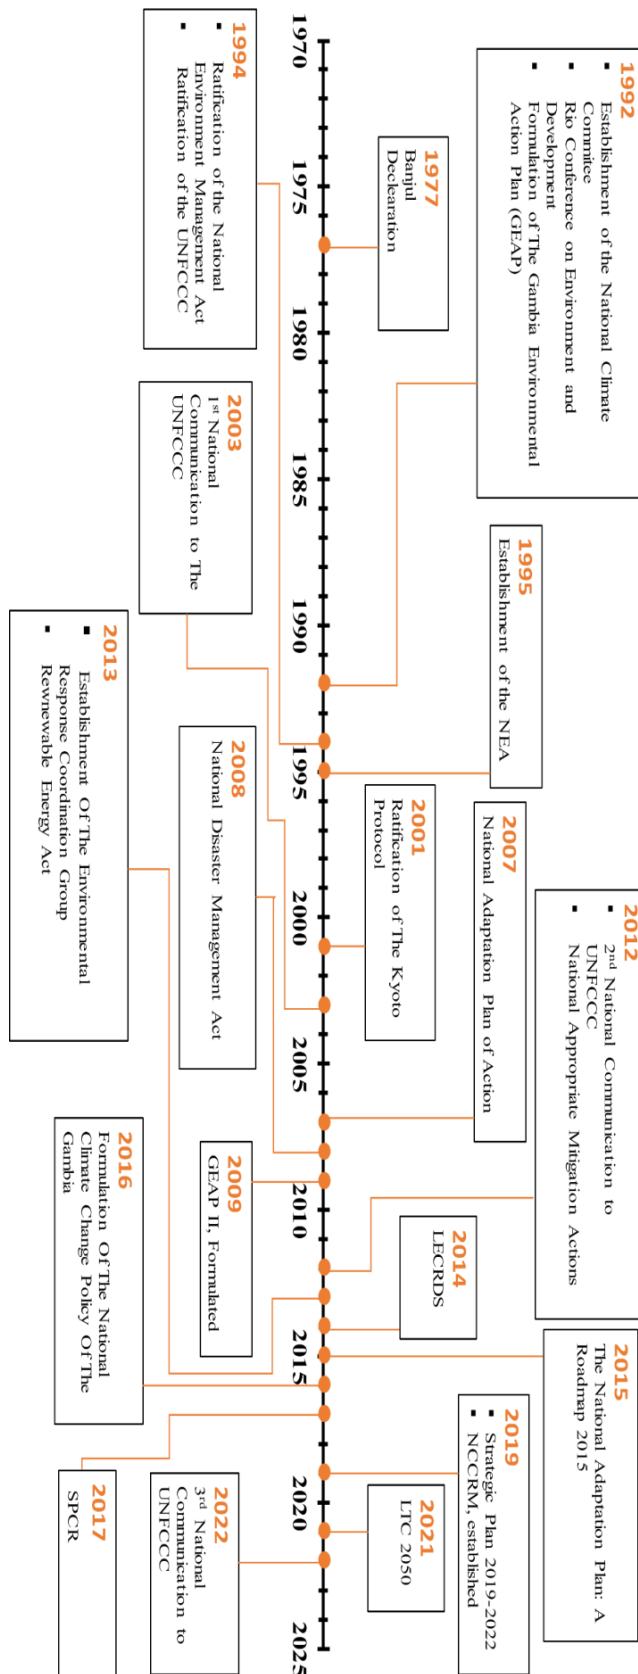 1992
Establishment of the National Climate
Commitee
Rio Conference on Environment and
Development
Formulation of The Gambia Environmental
Action Plan (GEAP)
1995
Establishment of the NEA
2007
National Adaptation Plan of Action
2012
2nd National Communication to
UNFCCC
National Appropriate Mitigation Actions
2015
The National Adaptation Plan: A
Roadmap 2015
1977
Banjul
Declearation
2001
Ratification of The Kyoto
Protocol
2014
LECRDS
2019
Strategic Plan 2019-2022
NCCRM, established
2021
LTC 2050
1970 1975 1980 1985 1990 1995 2000 2005 2010 2015 2020 2025
1994
Ratification of the National
Environment Management Act
Ratification of the UNFCCC
2003
1st National
Communication to The
UNFCCC
2008
National Disaster Management Act
2009
GEAP II, Formulated
2013
Establishment Of The Environmental
Response Coordination Group
Rewnewable Energy Act
2016
Formulation Of The National
Climate Change Policy Of The
Gambia
2017
SPCR
2022
3rd National
Communication to
UNFCCC